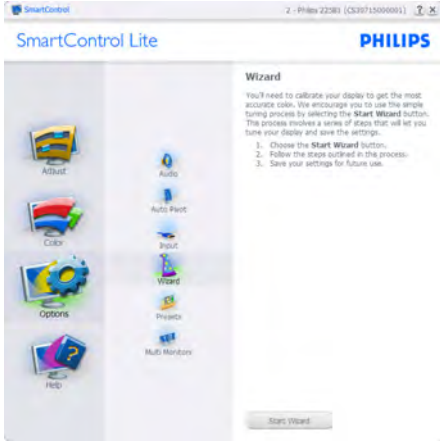 SmartControl
2 - Philips 225B1 (CS30715000001) ? X
SmartControl Lite
PHILIPS
Wizard
You'll need to calibrate your display to get the most
accurate color. We encourage you to use the simple
tuning process by selecting the Start Wizard button.
This process involves a series of steps that will let you
tune your display and save the settings.
1. Choose the Start Wizard button.
2. Follow the steps outlined in the process.
3. Save your settings for future use.
Adjust
Color
Options
Help
Audio
Auto Pivot
Input
Wizard
Presets
Multi Monitors
Start Wizard